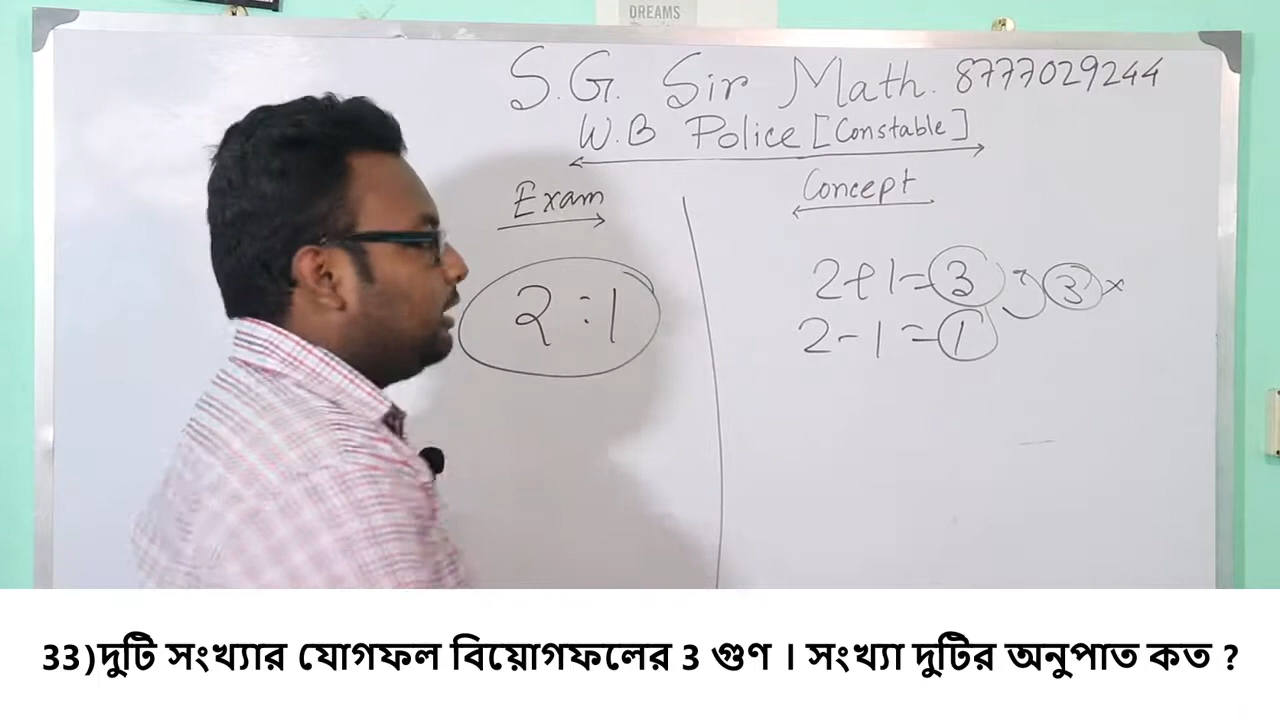 DREAMS
S.G. Sir Math. 8777029244
W.B Police [Constable]
Exam
Concept
2:1
2+1=3 3×
2-1=1
33)দুটি সংখ্যার যোগফল বিয়োগফলের 3 গুণ । সংখ্যা দুটির অনুপাত কত ?